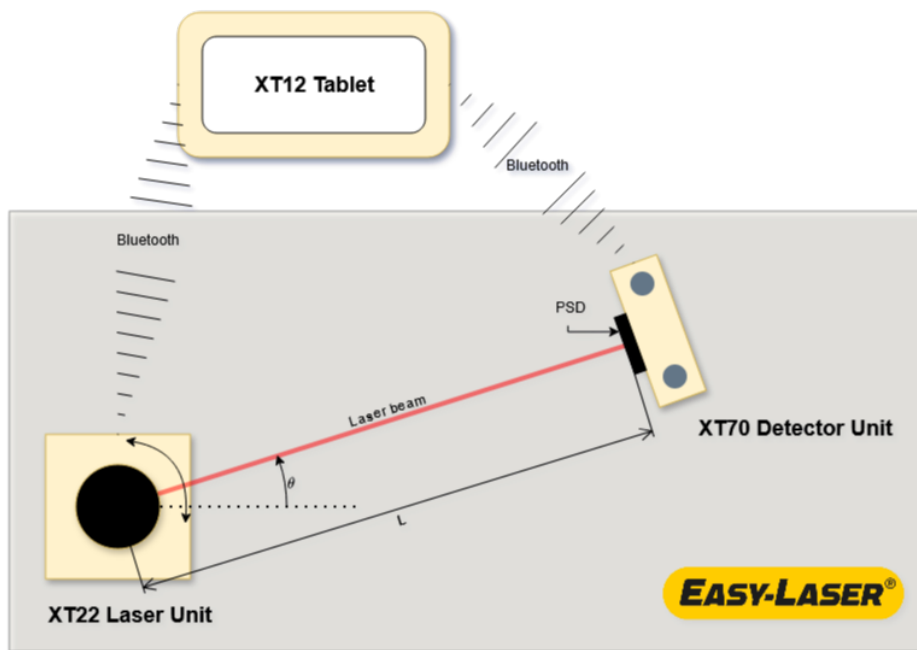 XT12 Tablet
Bluetooth
Bluetooth
PSD
Laser beam
XT70 Detector Unit
θ
L
EASY-LASER®
XT22 Laser Unit